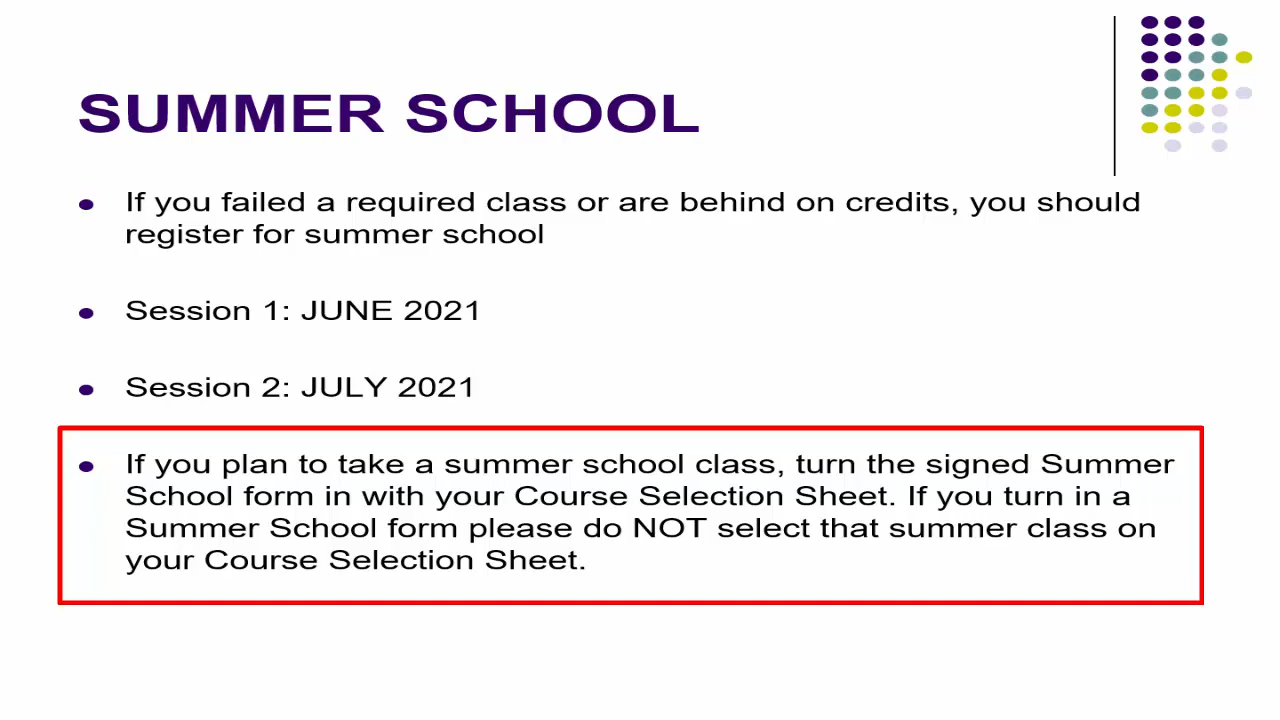 SUMMER SCHOOL
If you failed a required class or are behind on credits, you should
register for summer school
Session 1: JUNE 2021
Session 2: JULY 2021
If you plan to take a summer school class, turn the signed Summer
School form in with your Course Selection Sheet. If you turn in a
Summer School form please do NOT select that summer class on
your Course Selection Sheet.